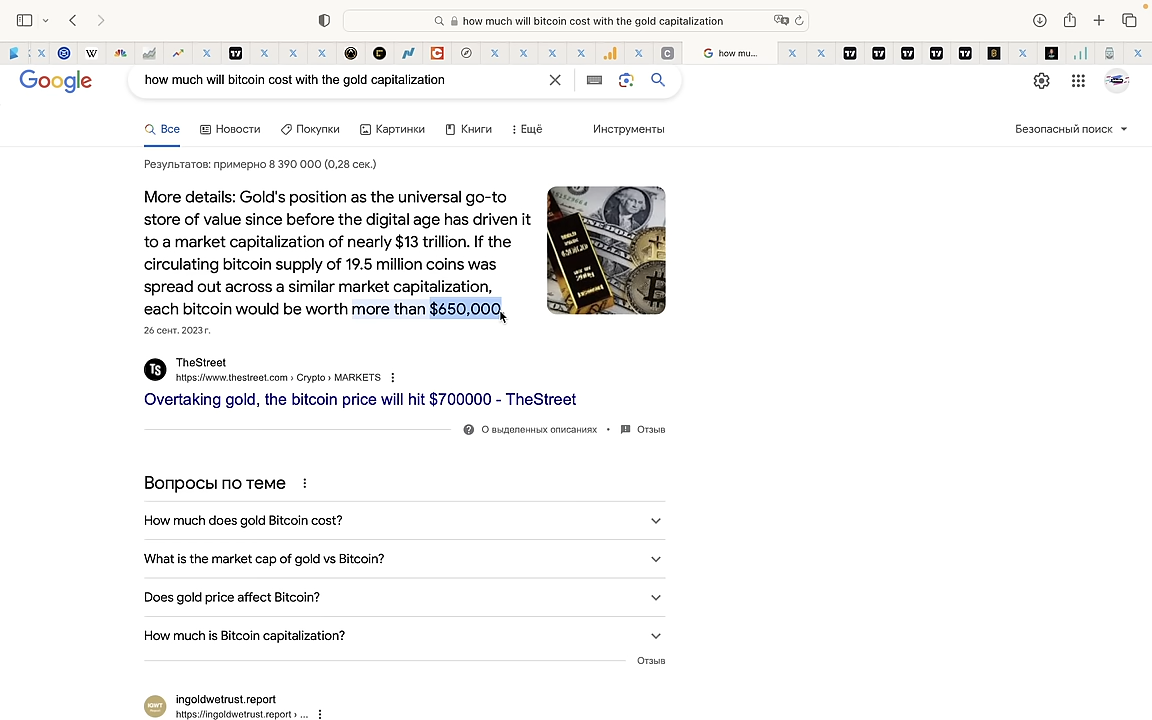 how much will bitcoin cost with the gold capitalization
how mu...
Google
how much will bitcoin cost with the gold capitalization
Все
Новости
Покупки
Картинки
Книги
Ещё
Инструменты
Безопасный поиск
Результатов: примерно 8 390 000 (0,28 сек.)
More details: Gold's position as the universal go-to
store of value since before the digital age has driven it
to a market capitalization of nearly $13 trillion. If the
circulating bitcoin supply of 19.5 million coins was
spread out across a similar market capitalization,
each bitcoin would be worth more than $650,000.
26 сент. 2023 г.
TS
TheStreet
https://www.thestreet.com › Crypto › MARKETS
Overtaking gold, the bitcoin price will hit $700000 - TheStreet
О выделенных описаниях • Отзыв
Вопросы по теме
How much does gold Bitcoin cost?
What is the market cap of gold vs Bitcoin?
Does gold price affect Bitcoin?
How much is Bitcoin capitalization?
Отзыв
IGWT
ingoldwetrust.report
https://ingoldwetrust.report › ...